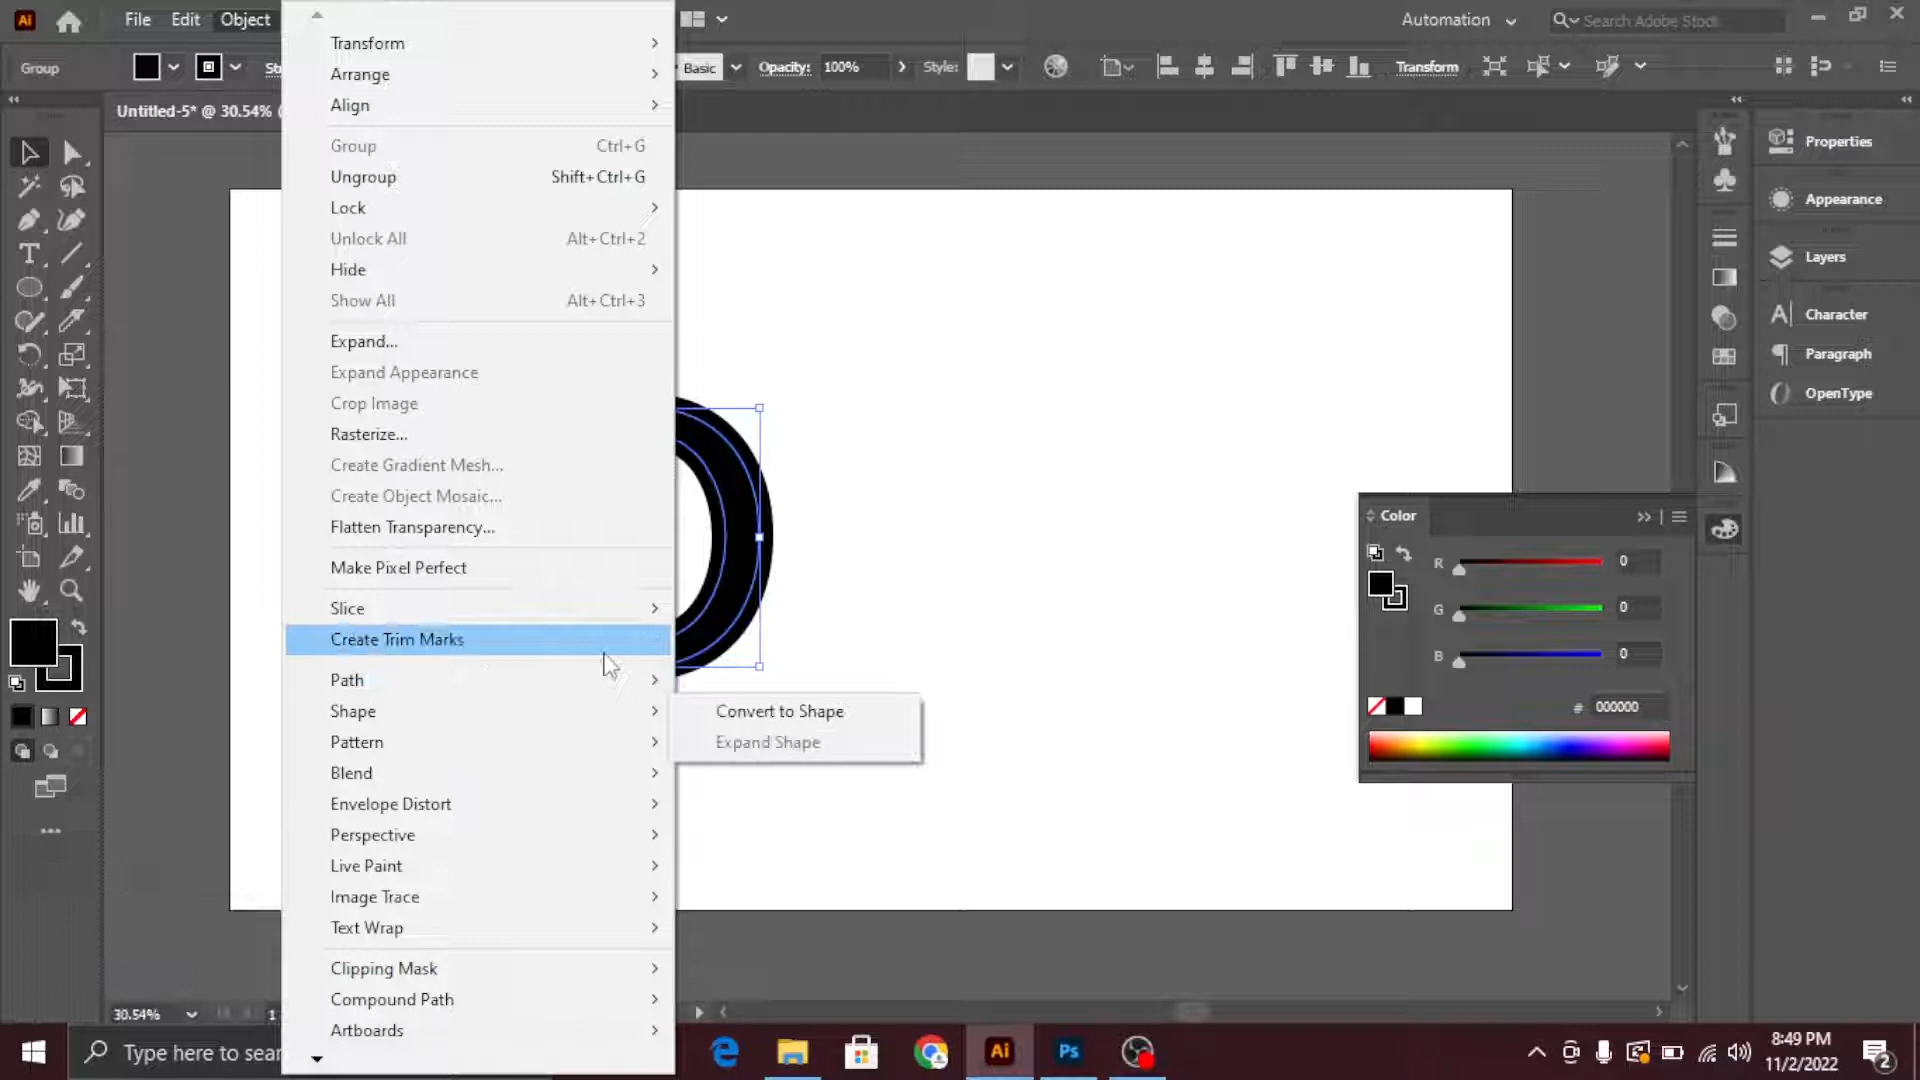 Ai File Edit Object Automation Search Adobe Stock
Group Basic Opacity: 100% Style: Transform
Untitled-5* @ 30.54%
Transform
Arrange
Align
Group Ctrl+G
Ungroup Shift+Ctrl+G
Lock
Unlock All Alt+Ctrl+2
Hide
Show All Alt+Ctrl+3
Expand...
Expand Appearance
Crop Image
Rasterize...
Create Gradient Mesh...
Create Object Mosaic...
Flatten Transparency...
Make Pixel Perfect
Slice
Create Trim Marks
Path
Shape
Pattern
Blend
Envelope Distort
Perspective
Live Paint
Image Trace
Text Wrap
Clipping Mask
Compound Path
Artboards
Convert to Shape
Expand Shape
Properties
Appearance
Layers
Character
Paragraph
OpenType
Color
R 0
G 0
B 0
# 000000
30.54% 1
Type here to sear
Ai Ps
8:49 PM
11/2/2022
2